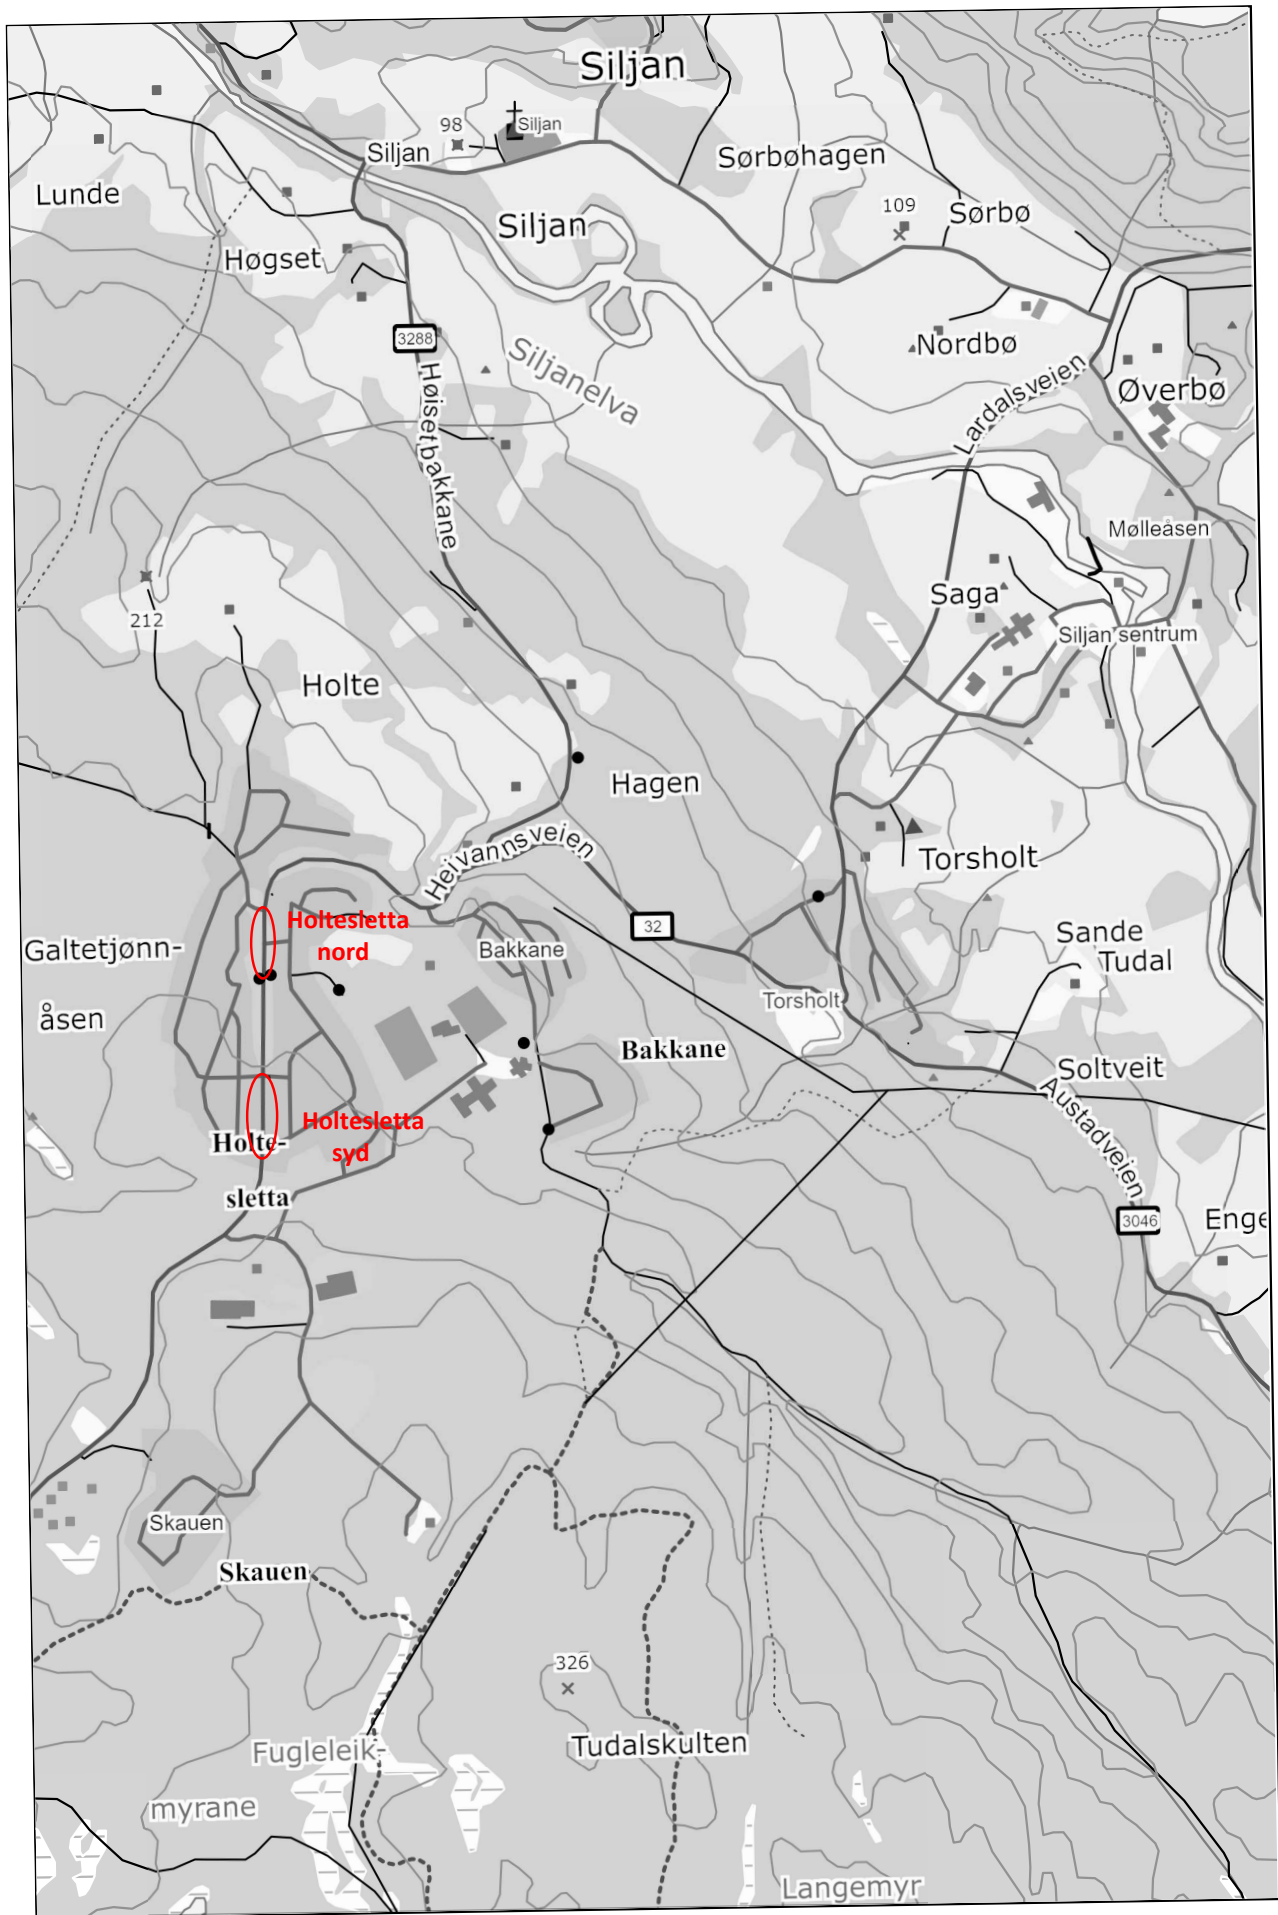 Siljan
98
Siljan
Siljan
Sørbøhagen
Lunde
109
Sørbø
Siljan
Høgset
3288
Nordbø
Siljanelva
Høisetbakkane
Lardalsveien
Øverbø
Mølleåsen
Saga
212
Siljan sentrum
Holte
Hagen
Heivannsveien
Torsholt
Holtesletta
nord
32
Sande
Tudal
Galtetjønn-
åsen
Bakkane
Torsholt
Bakkane
Soltveit
Austadveien
Holtesletta
syd
Holte-
sletta
3046
Enge
Skauen
Skauen
326
Tudalskulten
Fugleleik-
myrane
Langemyr